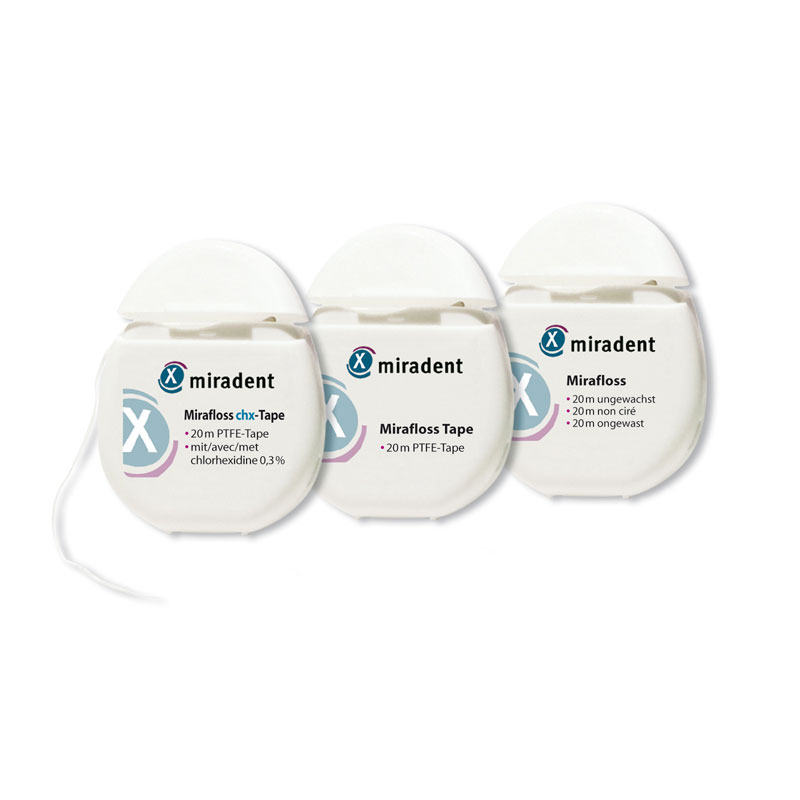 X miradent
X
Mirafloss chx-Tape
• 20 m PTFE-Tape
• mit/avec/met
chlorhexidine 0,3 %
X miradent
X
Mirafloss Tape
• 20 m PTFE-Tape
X miradent
X
Mirafloss
• 20 m ungewachst
• 20 m non ciré
• 20 m ongewast